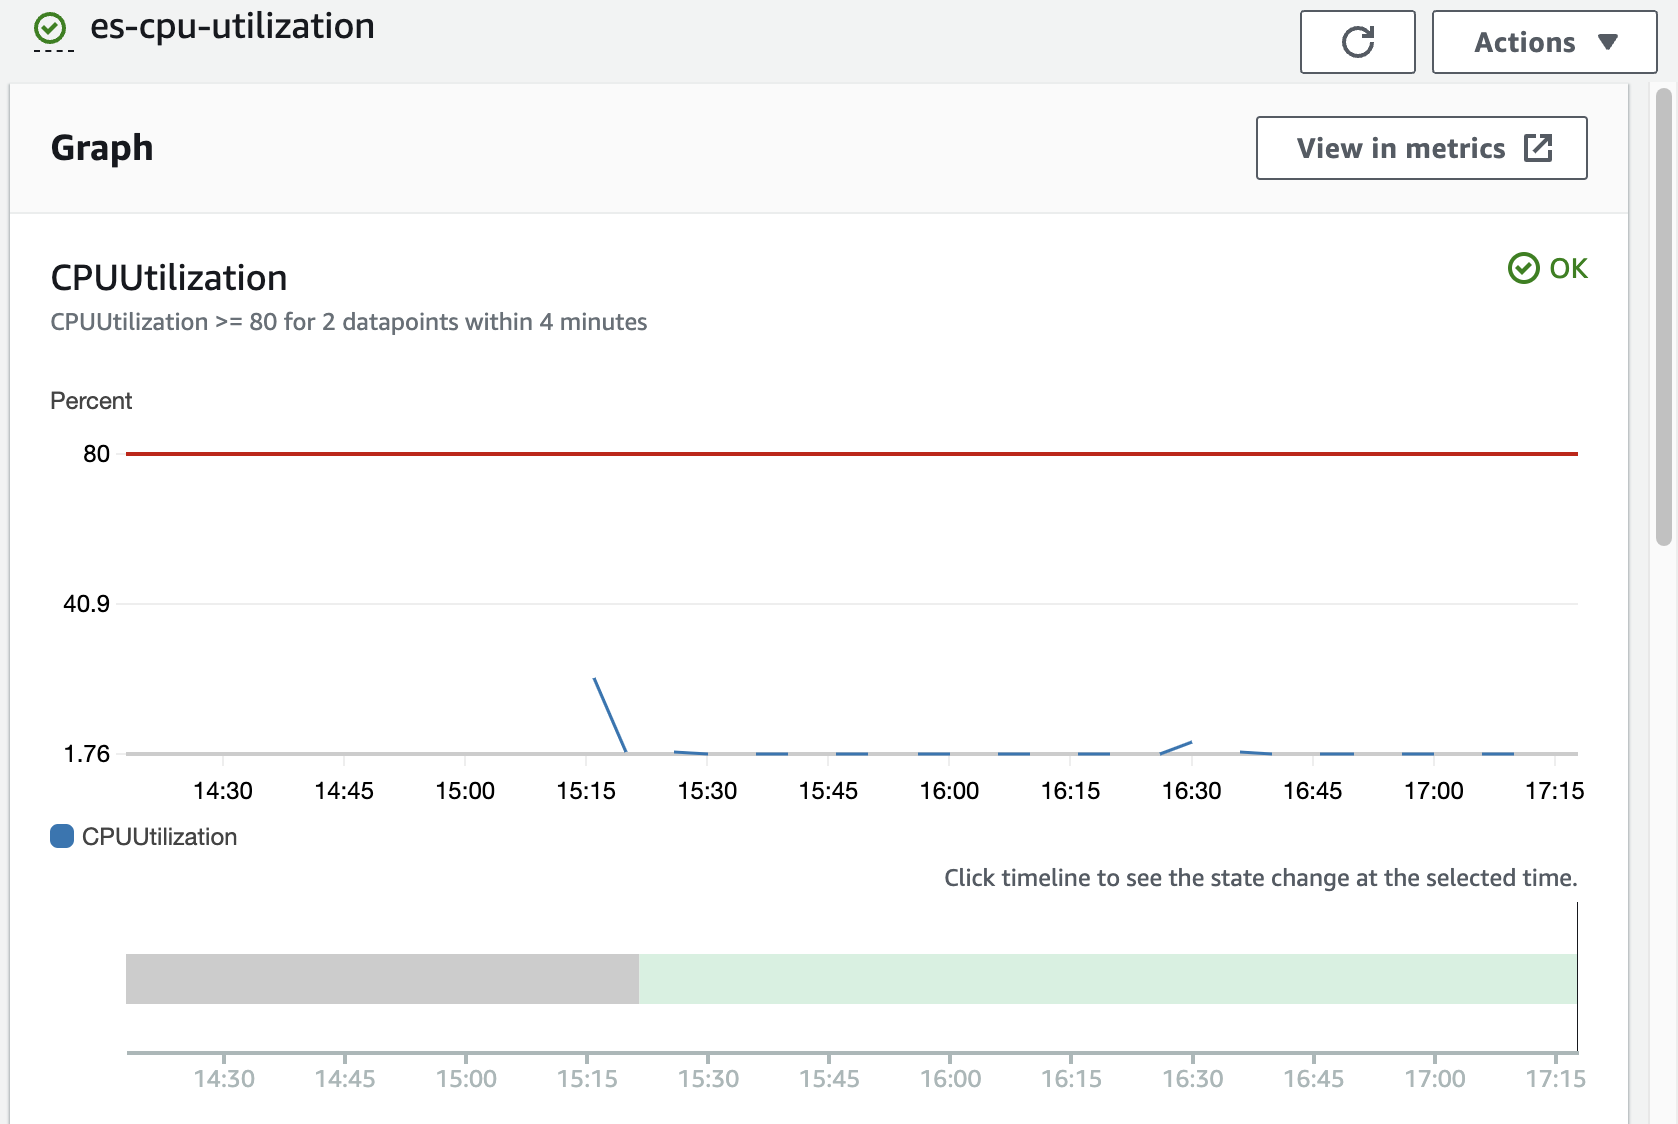 es-cpu-utilization
Actions
Graph
View in metrics
CPUUtilization
OK
CPUUtilization >= 80 for 2 datapoints within 4 minutes
Percent
80
40.9
1.76
14:30 14:45 15:00 15:15 15:30 15:45 16:00 16:15 16:30 16:45 17:00 17:15
CPUUtilization
Click timeline to see the state change at the selected time.
14:30 14:45 15:00 15:15 15:30 15:45 16:00 16:15 16:30 16:45 17:00 17:15